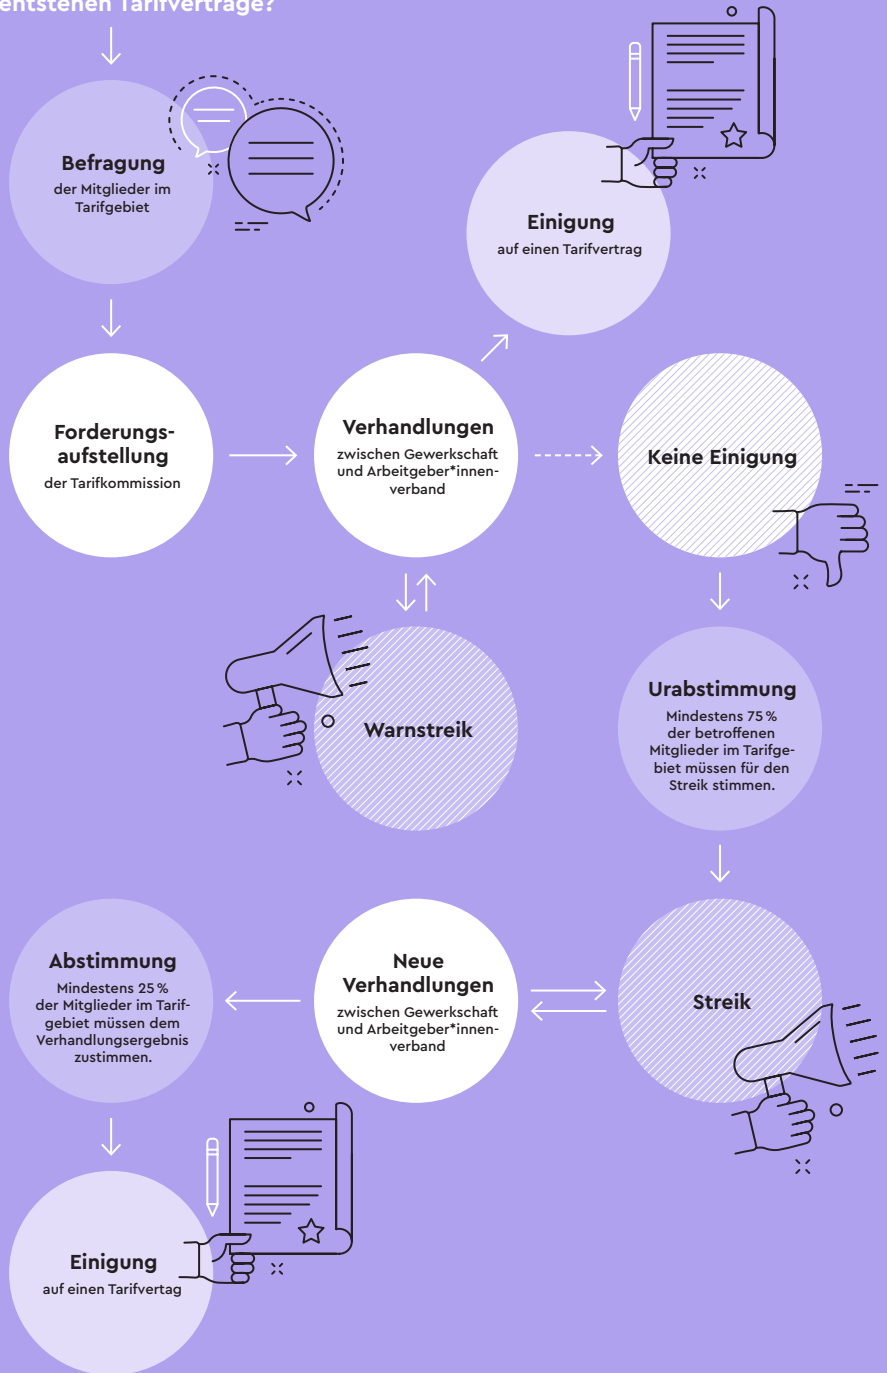 entstehen Tarifverträge?
Befragung
der Mitglieder im
Tarifgebiet
Einigung
auf einen Tarifvertrag
Forderungs-
aufstellung
der Tarifkommission
Verhandlungen
zwischen Gewerkschaft
und Arbeitgeber*innen-
verband
Keine Einigung
Warnstreik
Urabstimmung
Mindestens 75 %
der betroffenen
Mitglieder im Tarifge-
biet müssen für den
Streik stimmen.
Abstimmung
Mindestens 25 %
der Mitglieder im Tarif-
gebiet müssen dem
Verhandlungsergebnis
zustimmen.
Neue
Verhandlungen
zwischen Gewerkschaft
und Arbeitgeber*innen-
verband
Streik
Einigung
auf einen Tarifvertag